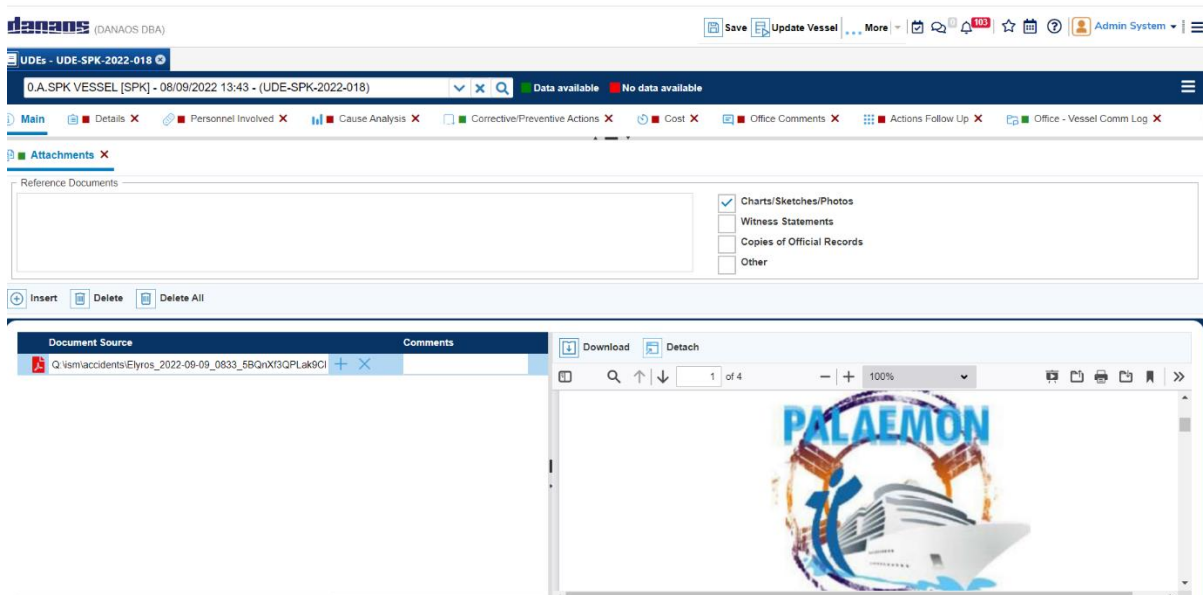 danaos (DANAOS DBA)
Save Update Vessel ... More 0 103 Admin System
UDEs - UDE-SPK-2022-018
0.A.SPK VESSEL [SPK] - 08/09/2022 13:43 - (UDE-SPK-2022-018) Data available No data available
Main Details Personnel Involved Cause Analysis Corrective/Preventive Actions Cost Office Comments Actions Follow Up Office - Vessel Comm Log
Attachments
Reference Documents
Charts/Sketches/Photos
Witness Statements
Copies of Official Records
Other
Insert Delete Delete All
Document Source Comments
Download Detach
Q:\ism\accidents\Elyros_2022-09-09_0833_5BQnXf3QPLak9Cl
1 of 4 100%
PALAEMON